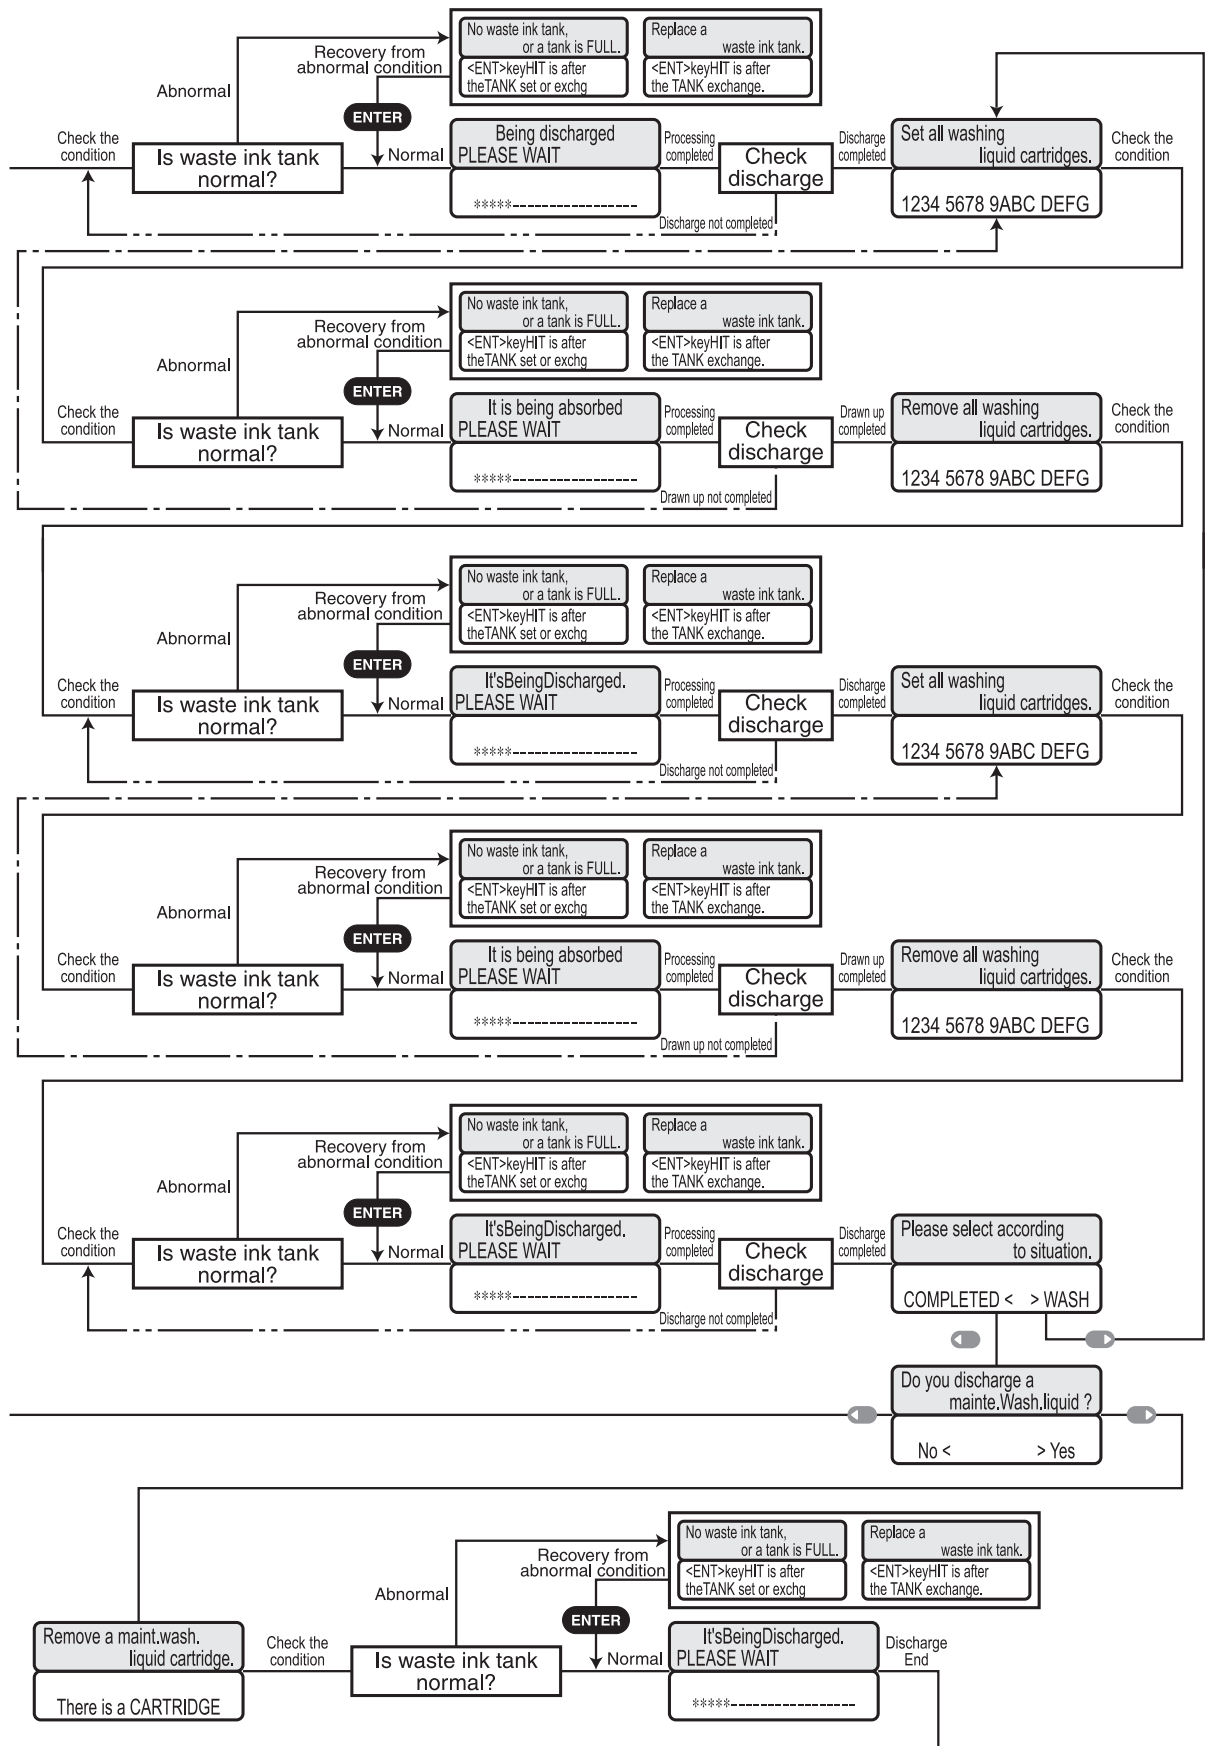 No waste ink tank,
or a tank is FULL.
<ENT>keyHIT is after
theTANK set or exchg
Replace a
waste ink tank.
<ENT>keyHIT is after
the TANK exchange.
Recovery from
abnormal condition
Abnormal
ENTER
Check the
condition
Is waste ink tank
normal?
Normal
Being discharged
PLEASE WAIT
*****------------------
Processing
completed
Check
discharge
Discharge
completed
Set all washing
liquid cartridges.
1234 5678 9ABC DEFG
Check the
condition
Discharge not completed
No waste ink tank,
or a tank is FULL.
<ENT>keyHIT is after
theTANK set or exchg
Replace a
waste ink tank.
<ENT>keyHIT is after
the TANK exchange.
Recovery from
abnormal condition
Abnormal
ENTER
Check the
condition
Is waste ink tank
normal?
Normal
It is being absorbed
PLEASE WAIT
*****------------------
Processing
completed
Check
discharge
Drawn up
completed
Remove all washing
liquid cartridges.
1234 5678 9ABC DEFG
Check the
condition
Drawn up not completed
No waste ink tank,
or a tank is FULL.
<ENT>keyHIT is after
theTANK set or exchg
Replace a
waste ink tank.
<ENT>keyHIT is after
the TANK exchange.
Recovery from
abnormal condition
Abnormal
ENTER
Check the
condition
Is waste ink tank
normal?
Normal
It'sBeingDischarged.
PLEASE WAIT
*****------------------
Processing
completed
Check
discharge
Discharge
completed
Set all washing
liquid cartridges.
1234 5678 9ABC DEFG
Check the
condition
Discharge not completed
No waste ink tank,
or a tank is FULL.
<ENT>keyHIT is after
theTANK set or exchg
Replace a
waste ink tank.
<ENT>keyHIT is after
the TANK exchange.
Recovery from
abnormal condition
Abnormal
ENTER
Check the
condition
Is waste ink tank
normal?
Normal
It is being absorbed
PLEASE WAIT
*****------------------
Processing
completed
Check
discharge
Drawn up
completed
Remove all washing
liquid cartridges.
1234 5678 9ABC DEFG
Check the
condition
Drawn up not completed
No waste ink tank,
or a tank is FULL.
<ENT>keyHIT is after
theTANK set or exchg
Replace a
waste ink tank.
<ENT>keyHIT is after
the TANK exchange.
Recovery from
abnormal condition
Abnormal
ENTER
Check the
condition
Is waste ink tank
normal?
Normal
It'sBeingDischarged.
PLEASE WAIT
*****------------------
Processing
completed
Check
discharge
Discharge
completed
Please select according
to situation.
COMPLETED < > WASH
Discharge not completed
Do you discharge a
mainte.Wash.liquid ?
No < > Yes
No waste ink tank,
or a tank is FULL.
<ENT>keyHIT is after
theTANK set or exchg
Replace a
waste ink tank.
<ENT>keyHIT is after
the TANK exchange.
Recovery from
abnormal condition
Abnormal
ENTER
Remove a maint.wash.
liquid cartridge.
There is a CARTRIDGE
Check the
condition
Is waste ink tank
normal?
Normal
It'sBeingDischarged.
PLEASE WAIT
*****------------------
Discharge
End